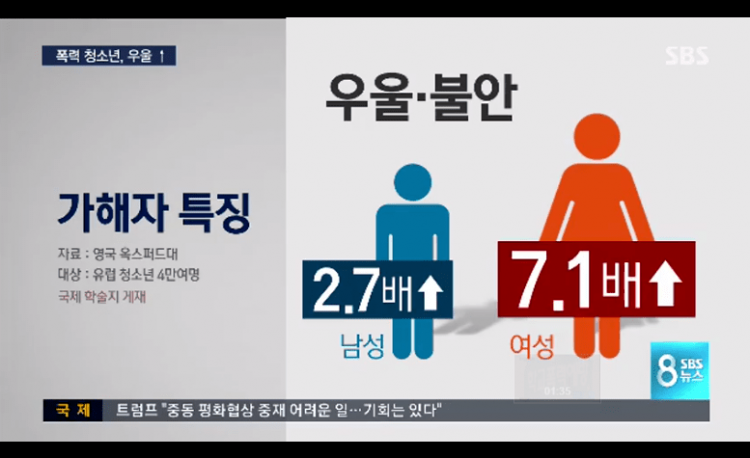 폭력 청소년, 우울 ↑
SBS
우울·불안
가해자 특징
자료 : 영국 옥스퍼드대
대상 : 유럽 청소년 4만여명
국제 학술지 게재
2.7배↑
남성
7.1배↑
여성
8 SBS
뉴스
01:35
국 제 트럼프 "중동 평화협상 중재 어려운 일…기회는 있다"